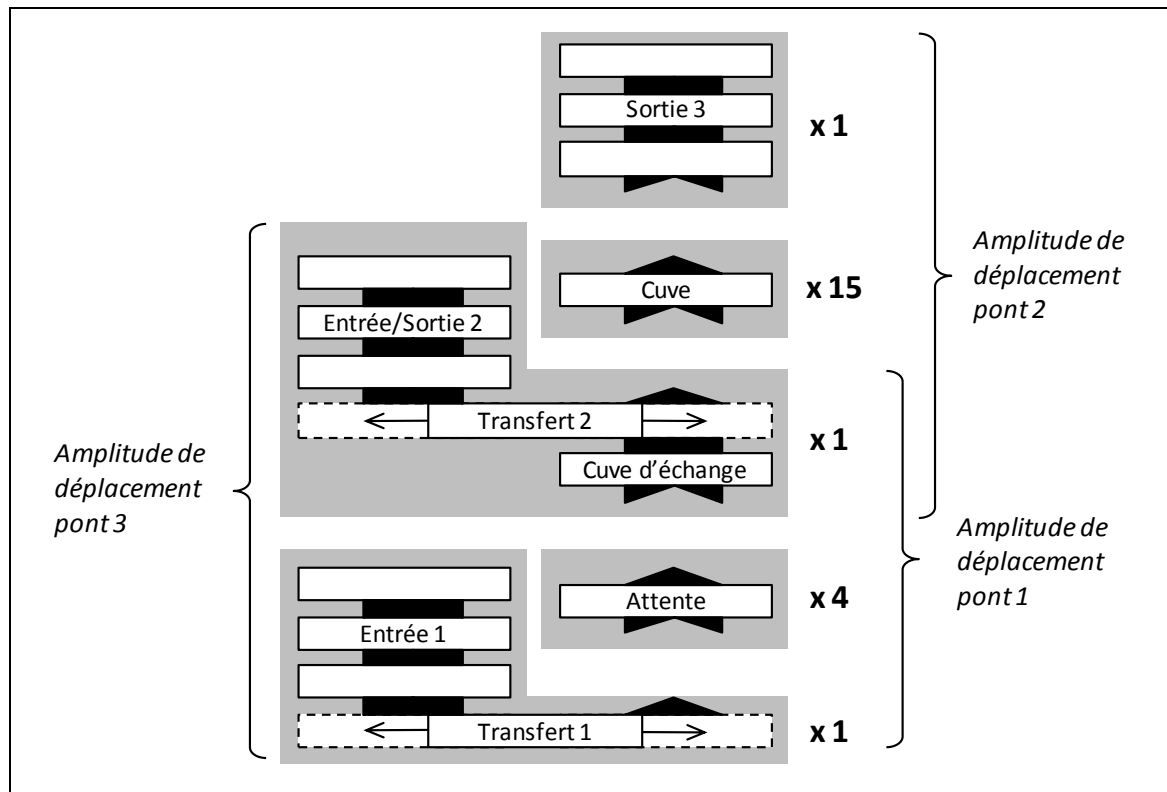 Sortie 3
x 1
Amplitude de
déplacement
pont 2
Cuve
x 15
Entrée/Sortie 2
Transfert 2
x 1
Cuve d'échange
Amplitude de
déplacement
pont 3
Amplitude de
déplacement
pont 1
Attente
x 4
Entrée 1
Transfert 1
x 1